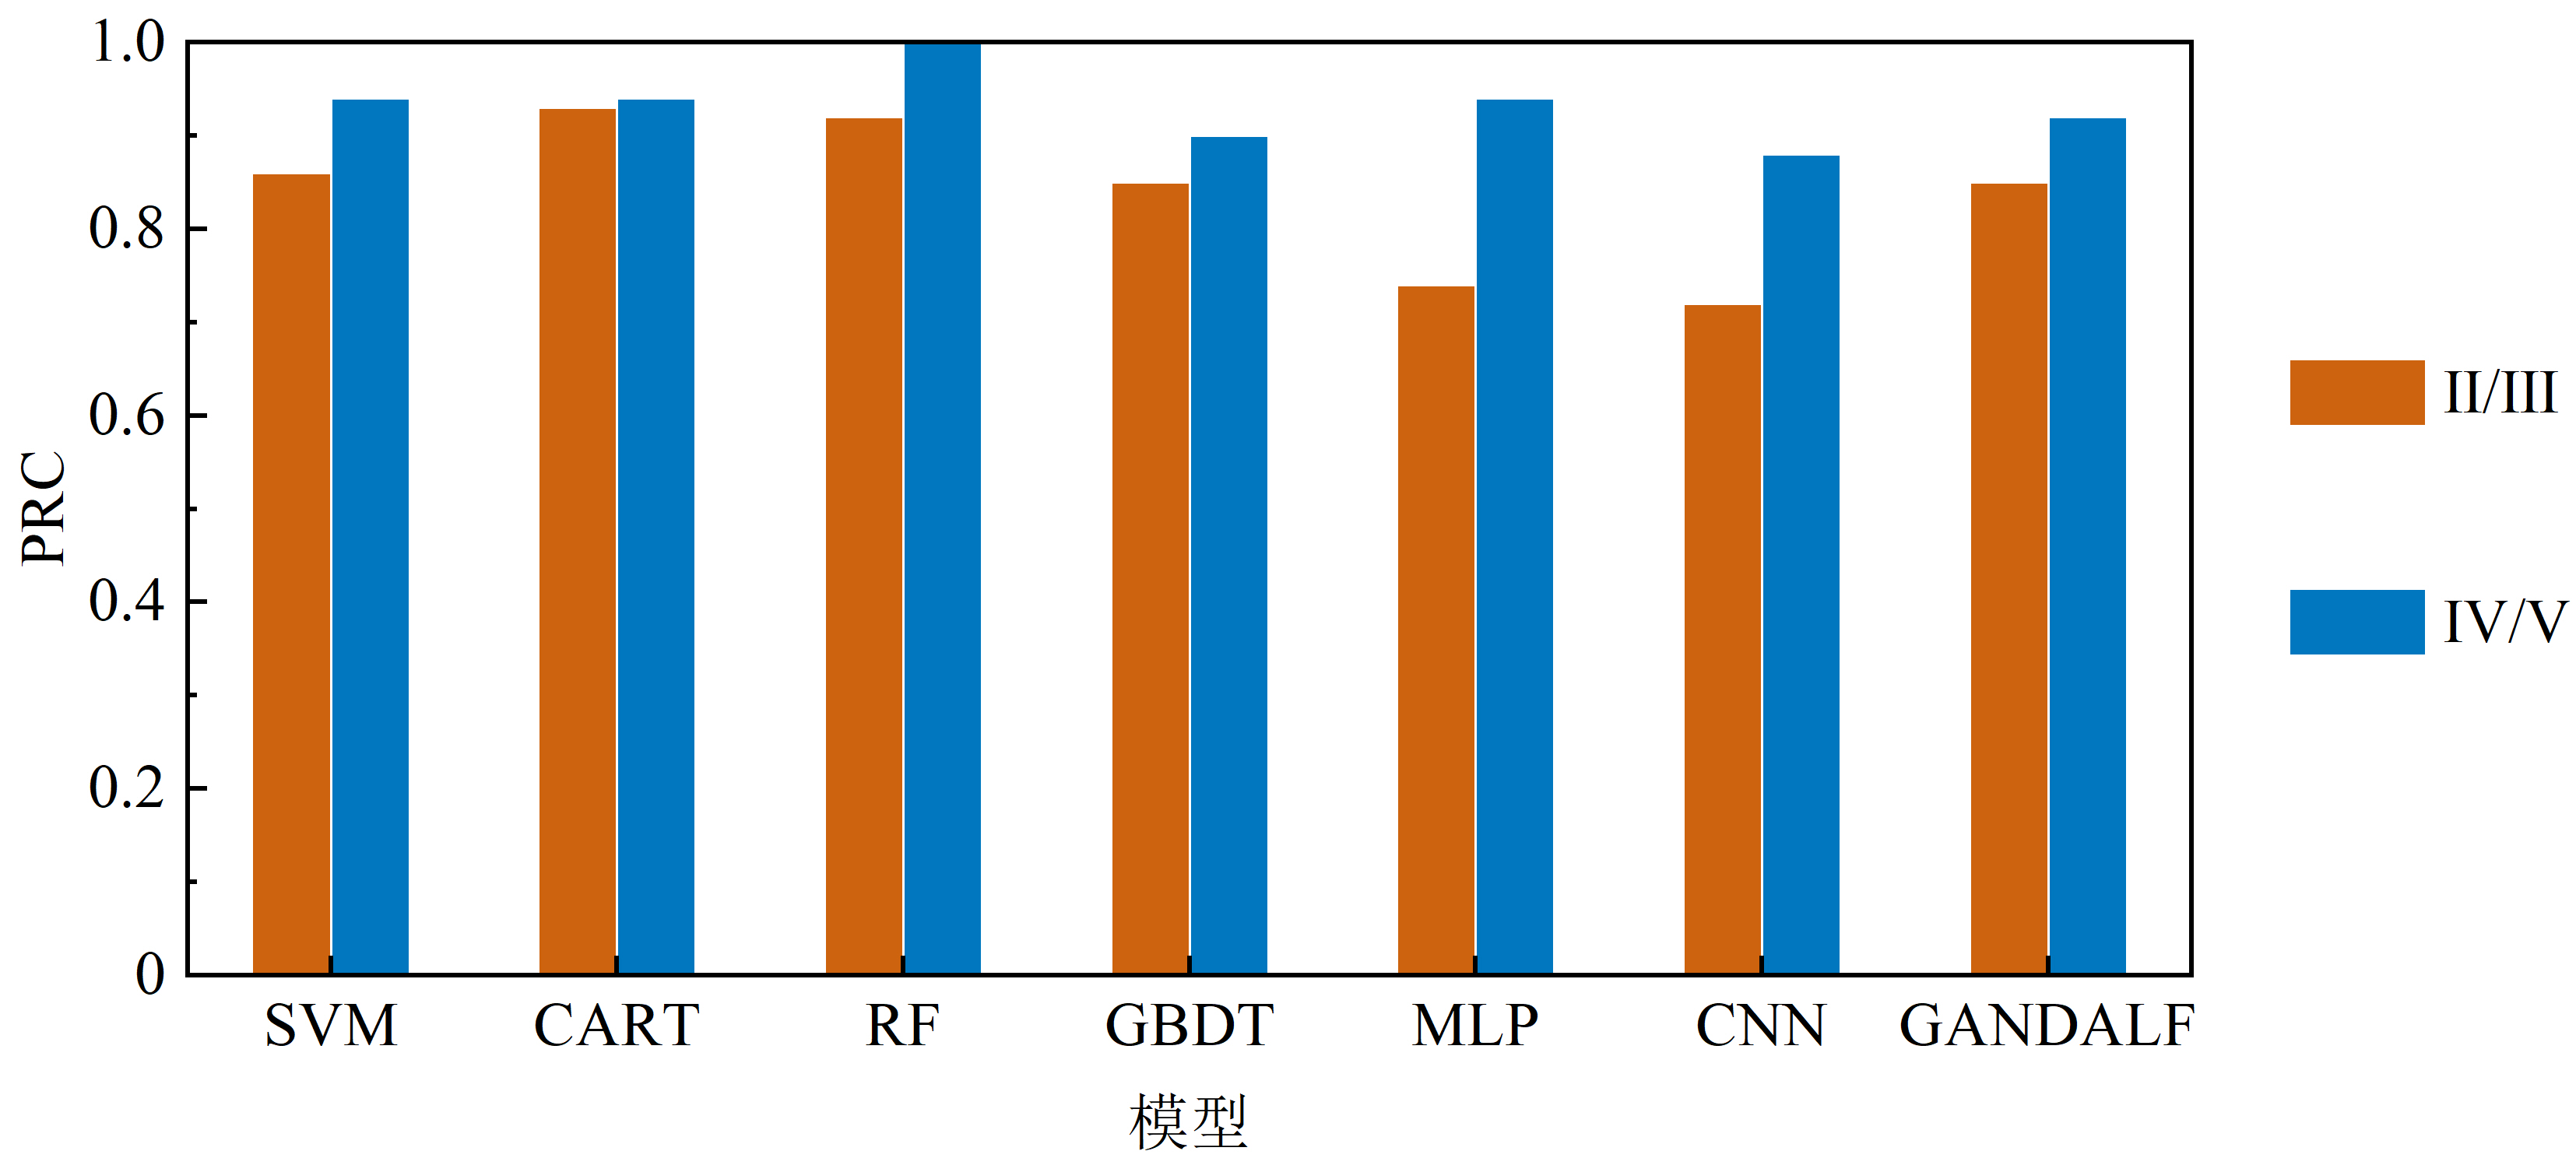 1.0
0.8
0.6
0.4
0.2
0
PRC
SVM CART RF GBDT MLP CNN GANDALF
模型
II/III
IV/V